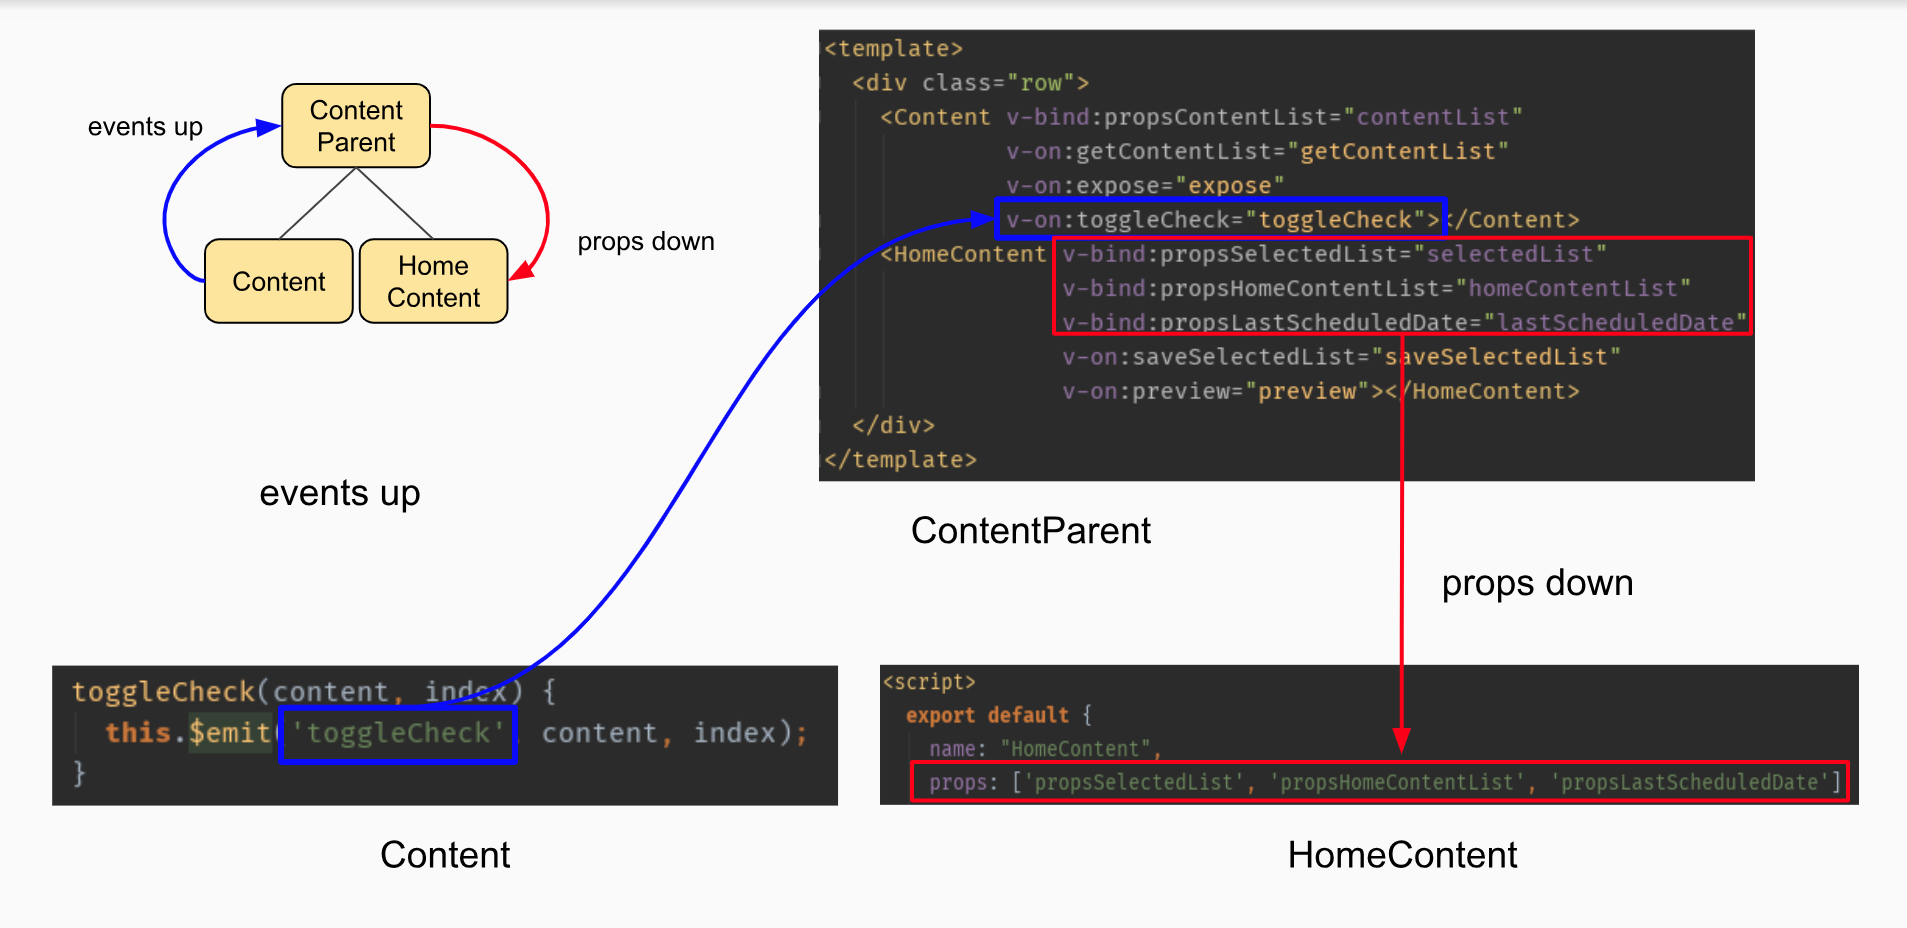 events up
Content
Parent
props down
Content
Home
Content
<template>
<div class="row">
<Content v-bind:propsContentList="contentList"
v-on:getContentList="getContentList"
v-on:expose="expose"
v-on:toggleCheck="toggleCheck"></Content>
<HomeContent v-bind:propsSelectedList="selectedList"
v-bind:propsHomeContentList="homeContentList"
v-bind:propsLastScheduledDate="lastScheduledDate"
v-on:saveSelectedList="saveSelectedList"
v-on:preview="preview"></HomeContent>
</div>
</template>
ContentParent
events up
props down
toggleCheck(content, index) {
this.$emit('toggleCheck', content, index);
}
Content
<script>
export default {
name: "HomeContent",
props: ['propsSelectedList', 'propsHomeContentList', 'propsLastScheduledDate']
HomeContent